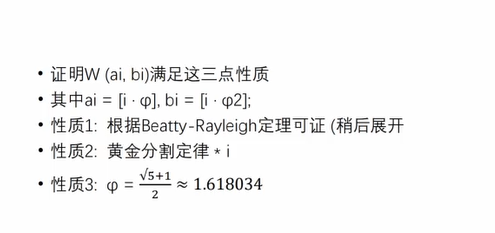 • 证明W (ai, bi)满足这三点性质
• 其中ai = [i · φ], bi = [i · φ2];
• 性质1: 根据Beatty-Rayleigh定理可证 (稍后展开
• 性质2: 黄金分割定律 * i
• 性质3: φ = (√5+1)/2 ≈ 1.618034